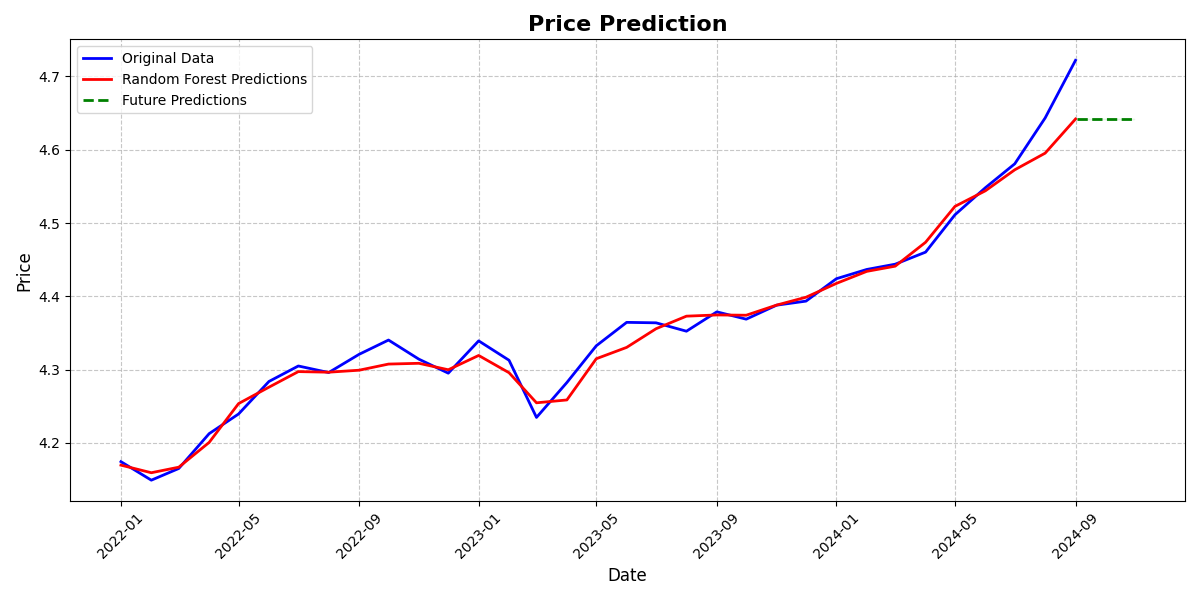 Price Prediction
Original Data
Random Forest Predictions
Future Predictions
Price
4.7
4.6
4.5
4.4
4.3
4.2
2022-01
2022-05
2022-09
2023-01
2023-05
2023-09
2024-01
2024-05
2024-09
Date